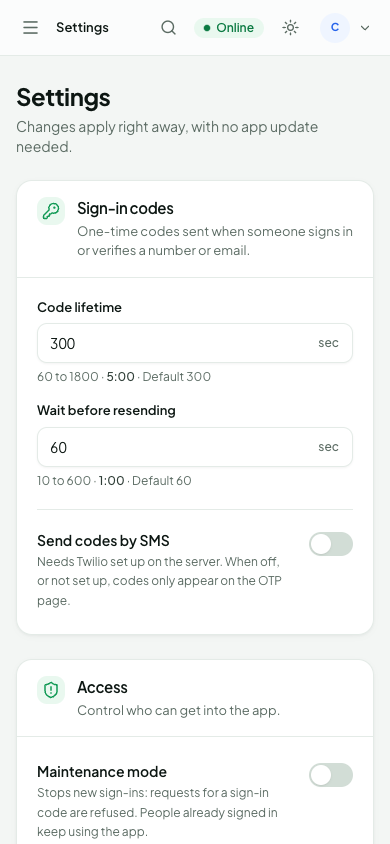 Settings
Online
C
Settings
Changes apply right away, with no app update
needed.
Sign-in codes
One-time codes sent when someone signs in
or verifies a number or email.
Code lifetime
300 sec
60 to 1800 · 5:00 · Default 300
Wait before resending
60 sec
10 to 600 · 1:00 · Default 60
Send codes by SMS
Needs Twilio set up on the server. When off,
or not set up, codes only appear on the OTP
page.
Access
Control who can get into the app.
Maintenance mode
Stops new sign-ins: requests for a sign-in
code are refused. People already signed in
keep using the app.